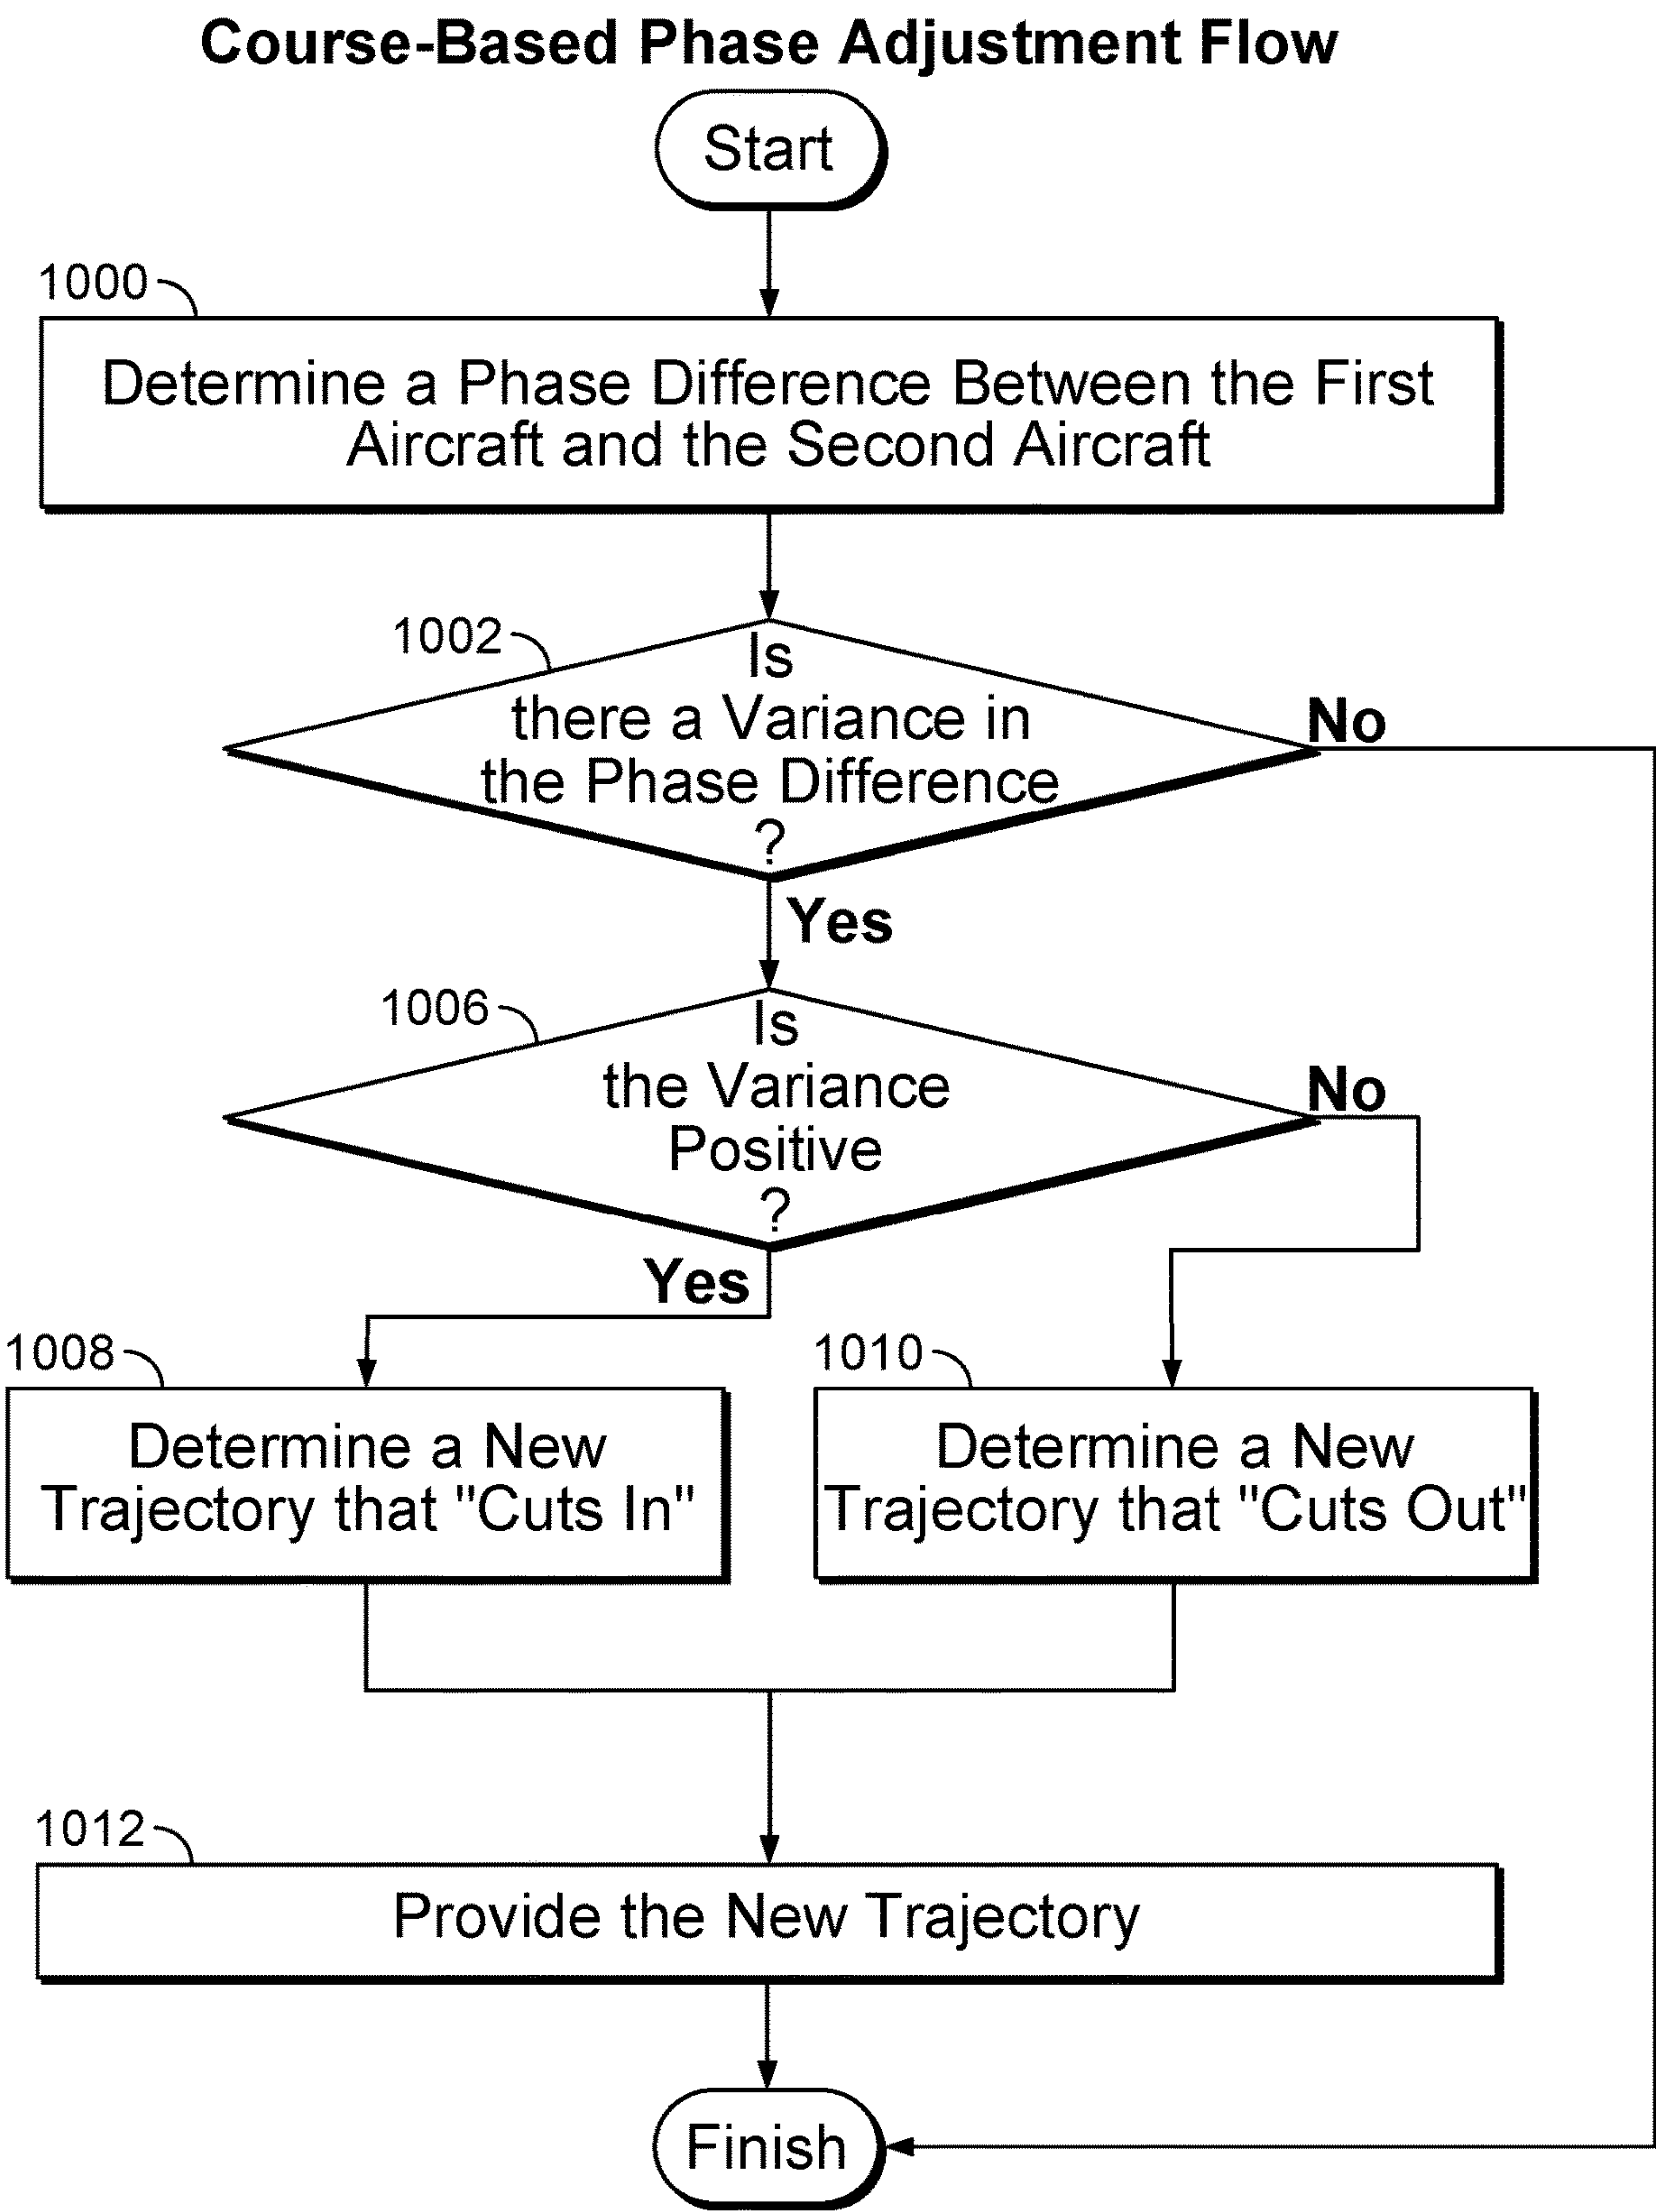 Course-Based Phase Adjustment Flow
Start
1000
Determine a Phase Difference Between the First
Aircraft and the Second Aircraft
1002
Is
there a Variance in
the Phase Difference
?
No
Yes
1006
Is
the Variance
Positive
?
No
Yes
1008
Determine a New
Trajectory that "Cuts In"
1010
Determine a New
Trajectory that "Cuts Out"
1012
Provide the New Trajectory
Finish